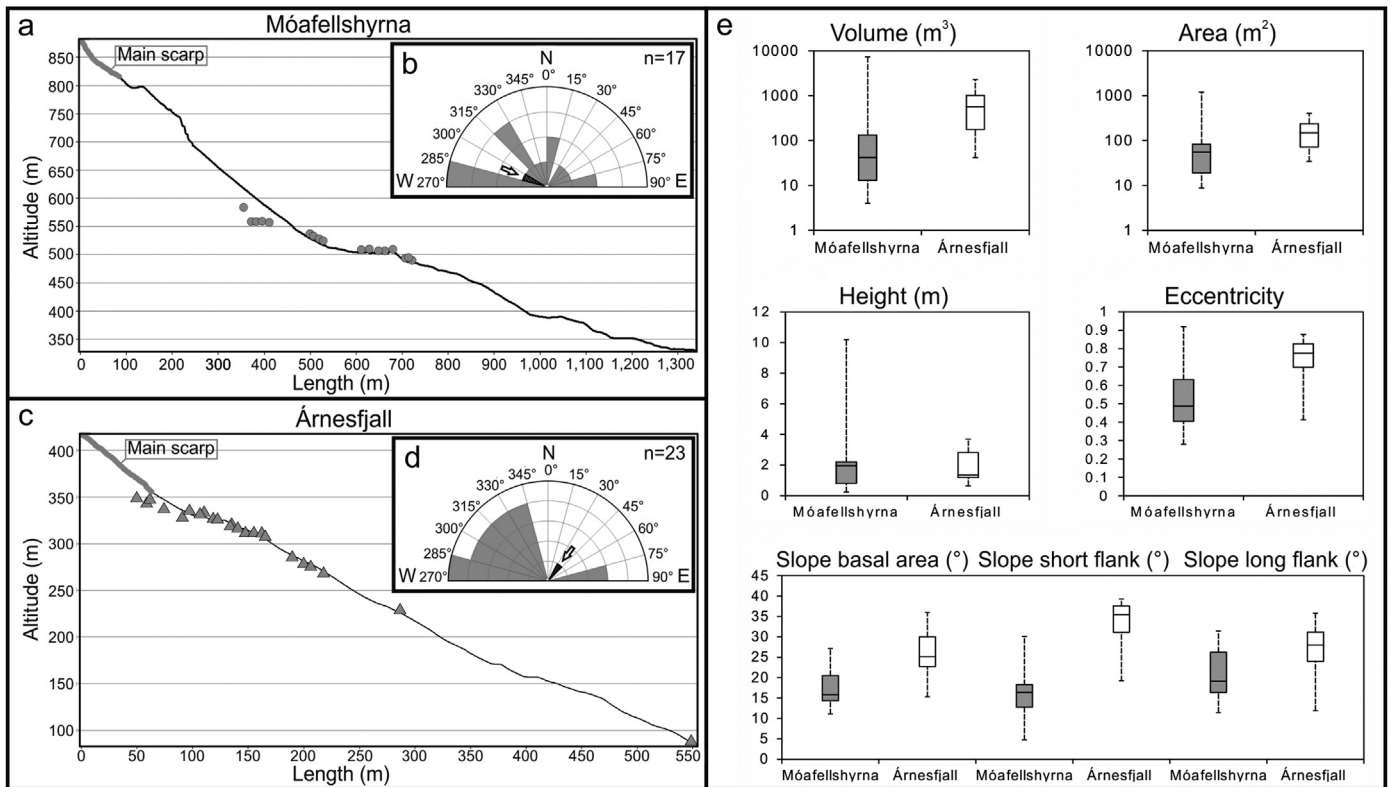 a
Móafellshyrna
Main scarp
850
800
750
700
650
600
550
500
450
400
350
Altitude (m)
0 100 200 300 400 500 600 700 800 900 1,000 1,100 1,200 1,300
Length (m)
b
n=17
N
0°
345° 15°
330° 30°
315° 45°
300° 60°
285° 75°
W 270° 90° E
c
Árnesfjall
Main scarp
400
350
300
250
200
150
100
Altitude (m)
0 50 100 150 200 250 300 350 400 450 500 550
Length (m)
d
n=23
N
0°
345° 15°
330° 30°
315° 45°
300° 60°
285° 75°
W 270° 90° E
e
Volume (m³)
10000
1000
100
10
1
Móafellshyrna Árnesfjall
Area (m²)
10000
1000
100
10
1
Móafellshyrna Árnesfjall
Height (m)
12
10
8
6
4
2
0
Móafellshyrna Árnesfjall
Eccentricity
1
0.9
0.8
0.7
0.6
0.5
0.4
0.3
0.2
0.1
0
Móafellshyrna Árnesfjall
Slope basal area (°) Slope short flank (°) Slope long flank (°)
45
40
35
30
25
20
15
10
5
0
Móafellshyrna Árnesfjall Móafellshyrna Árnesfjall Móafellshyrna Árnesfjall